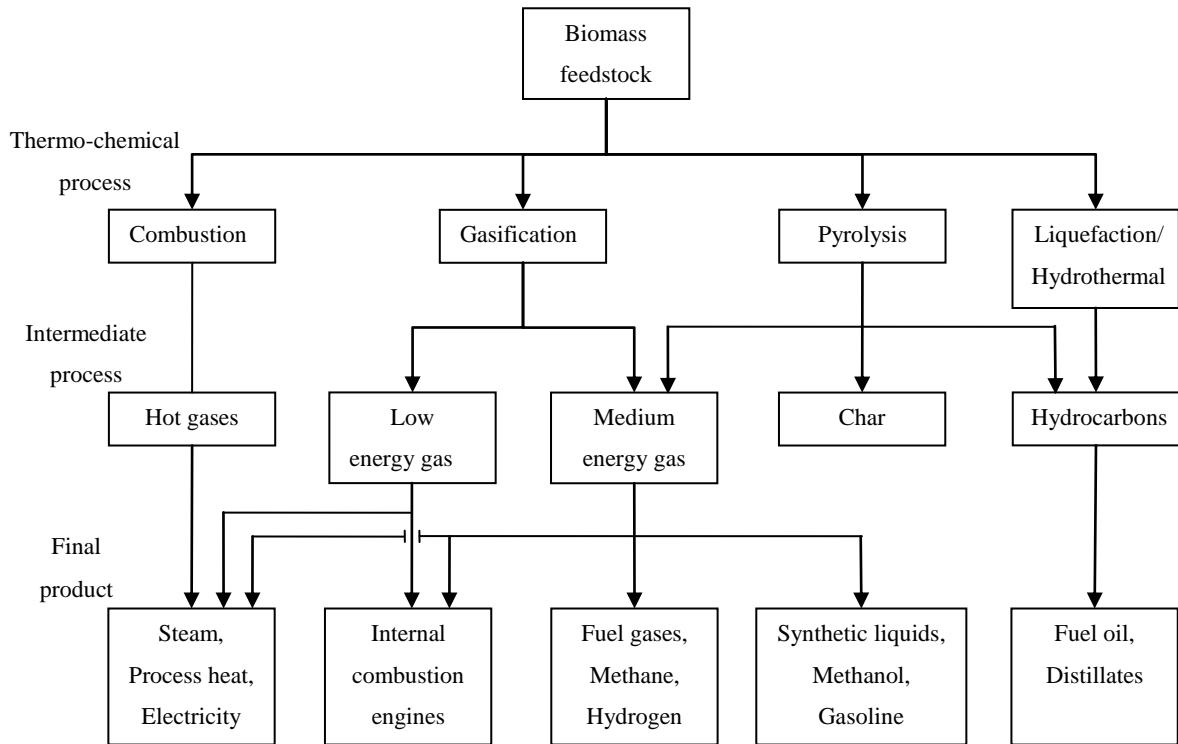 Biomass
feedstock
Thermo-chemical
process
Combustion
Gasification
Pyrolysis
Liquefaction/
Hydrothermal
Intermediate
process
Hot gases
Low
energy gas
Medium
energy gas
Char
Hydrocarbons
Final
product
Steam,
Process heat,
Electricity
Internal
combustion
engines
Fuel gases,
Methane,
Hydrogen
Synthetic liquids,
Methanol,
Gasoline
Fuel oil,
Distillates